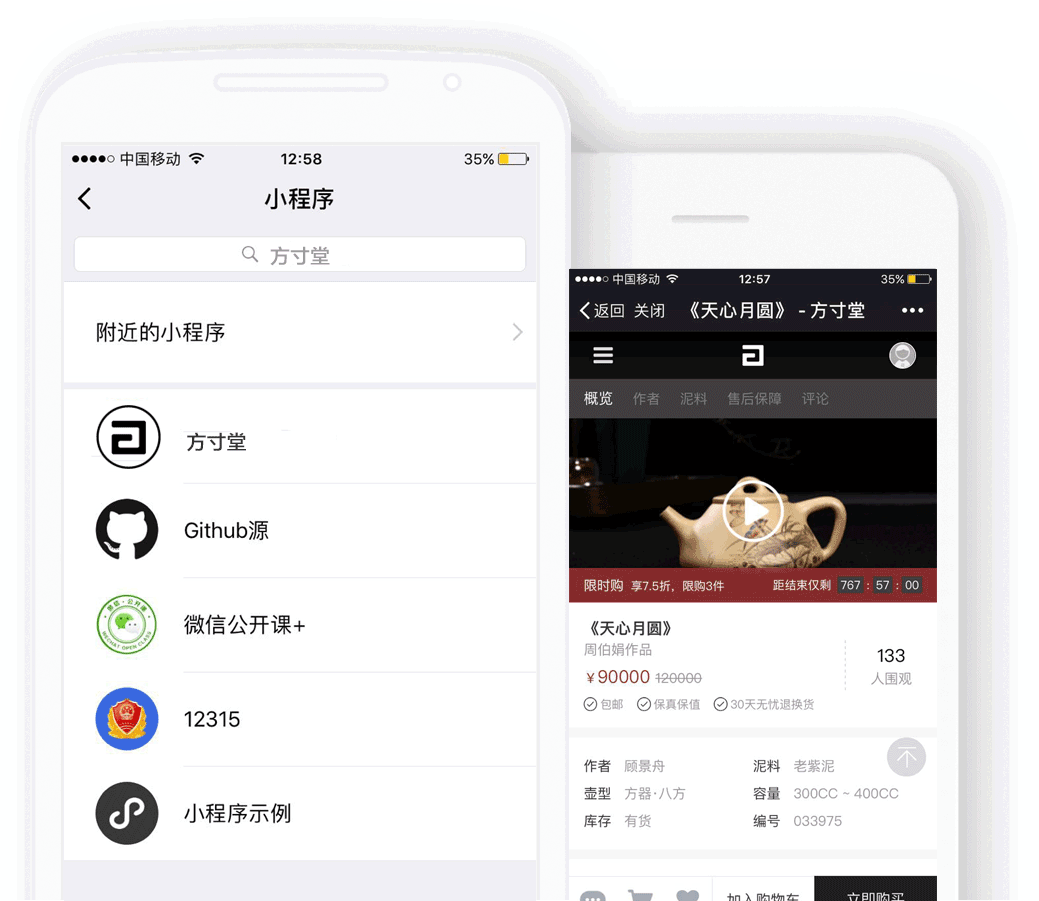 中国移动 12:58 35%
小程序
方寸堂
附近的小程序
方寸堂
Github源
微信·公开课
WECHAT OPEN CLASS
微信公开课+
12315
小程序示例
中国移动 12:57 35%
返回 关闭 《天心月圆》 - 方寸堂
概览 作者 泥料 售后保障 评论
限时购 享7.5折，限购3件 距结束仅剩 767 : 57 : 00
《天心月圆》
周伯娟作品
¥90000 120000
133
人围观
包邮 保真保值 30天无忧退换货
作者 顾景舟 泥料 老紫泥
壶型 方器·八方 容量 300CC ~ 400CC
库存 有货 编号 033975
加入购物车 立即购买